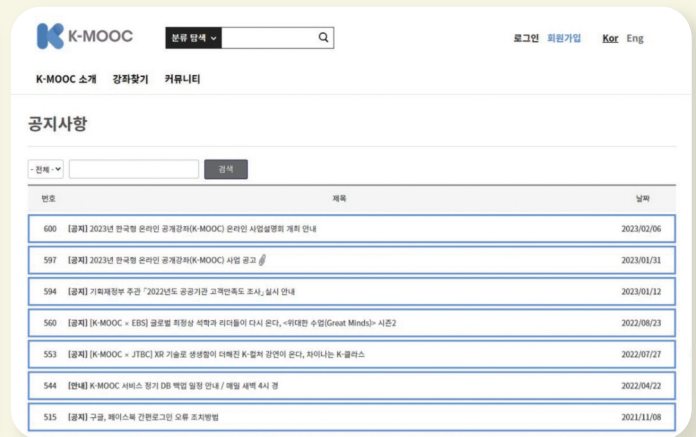 K-MOOC
분류 탐색
로그인 회원가입 Kor Eng
K-MOOC 소개 강좌찾기 커뮤니티
공지사항
- 전체 - 검색
번호 제목 날짜
600 [공지] 2023년 한국형 온라인 공개강좌(K-MOOC) 온라인 사업설명회 개최 안내 2023/02/06
597 [공지] 2023년 한국형 온라인 공개강좌(K-MOOC) 사업 공고 2023/01/31
594 [공지] 기획재정부 주관 「2022년도 공공기관 고객만족도 조사」 실시 안내 2023/01/12
560 [공지] [K-MOOC × EBS] 글로벌 최정상 석학과 리더들이 다시 온다, <위대한 수업(Great Minds)> 시즌2 2022/08/23
553 [공지] [K-MOOC × JTBC] XR 기술로 생생함이 더해진 K-컬처 강연이 온다, 차이나는 K-클라스 2022/07/27
544 [안내] K-MOOC 서비스 정기 DB 백업 일정 안내 / 매일 새벽 4시 경 2022/04/22
515 [공지] 구글, 페이스북 간편로그인 오류 조치방법 2021/11/08